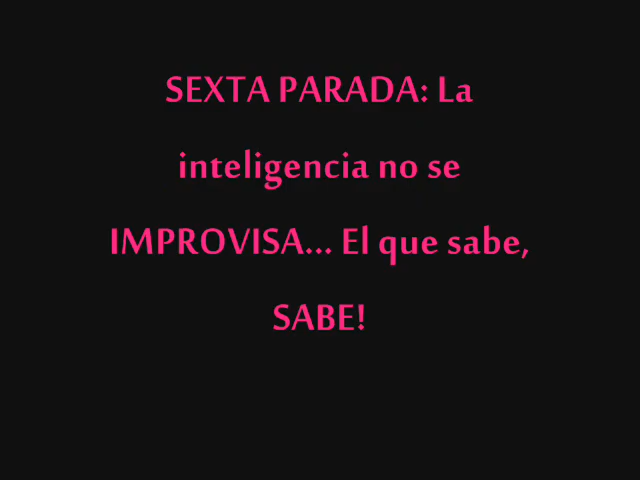 SEXTA PARADA: La
inteligencia no se
IMPROVISA... El que sabe,
SABE!